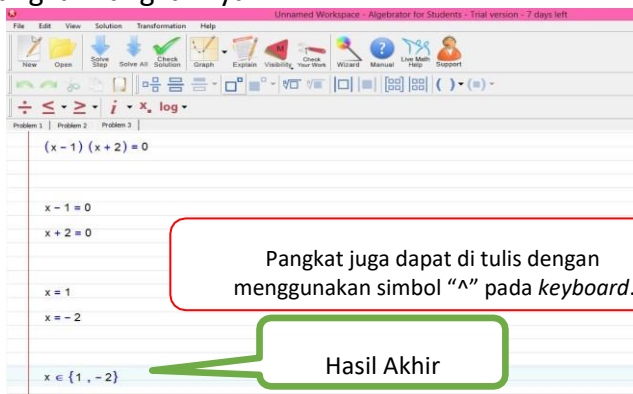 Unnamed Workspace - Algebrator for Students - Trial version - 7 days left
File Edit View Solution Transformation Help
New Open Solve Step Solve All Check Solution Graph Explain Visibility Check Your Work Wizard Manual Live Math Help Support
÷ ≤ ≥ i x. log
Problem 1 Problem 2 Problem 3
(x – 1) (x + 2) = 0
x – 1 = 0
x + 2 = 0
Pangkat juga dapat di tulis dengan
menggunakan simbol “^” pada keyboard.
x = 1
x = – 2
Hasil Akhir
x ∈ {1 , – 2}